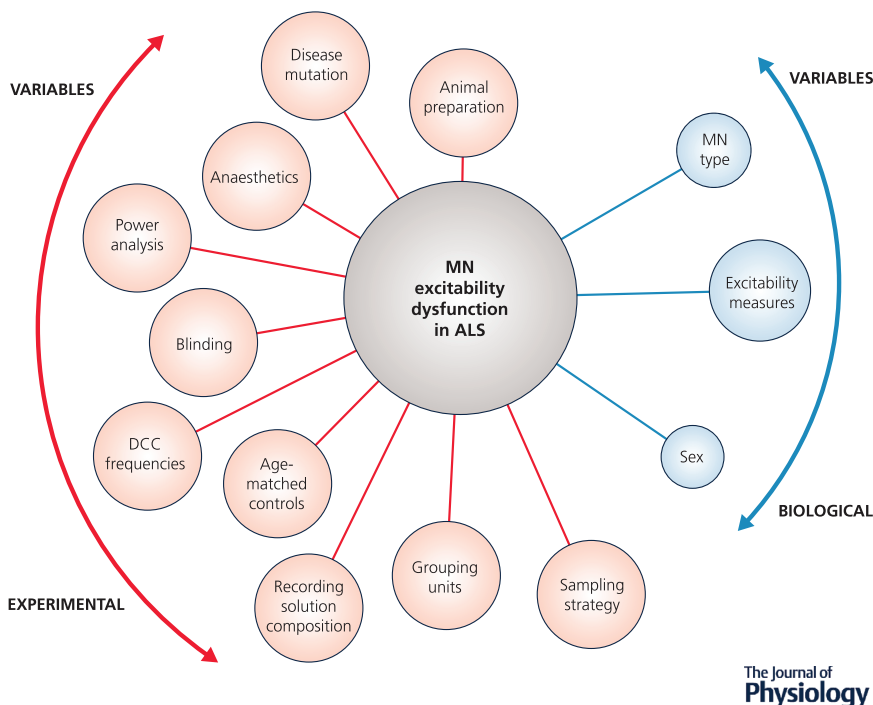 VARIABLES
Disease
mutation
Animal
preparation
Anaesthetics
Power
analysis
Blinding
DCC
frequencies
Age-
matched
controls
Recording
solution
composition
Grouping
units
Sampling
strategy
EXPERIMENTAL
MN
excitability
dysfunction
in ALS
VARIABLES
MN
type
Excitability
measures
Sex
BIOLOGICAL
The Journal of
Physiology